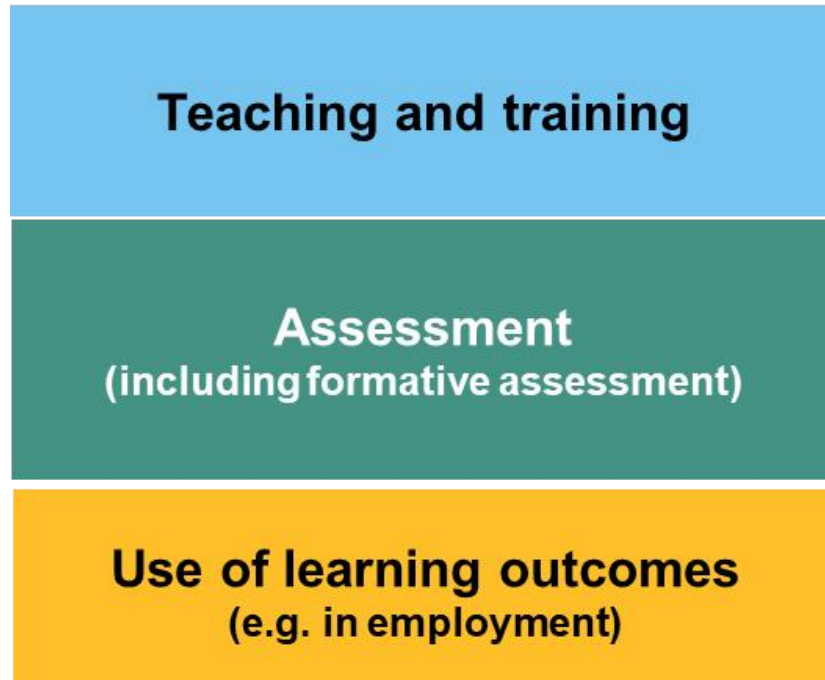 Teaching and training
Assessment
(including formative assessment)
Use of learning outcomes
(e.g. in employment)